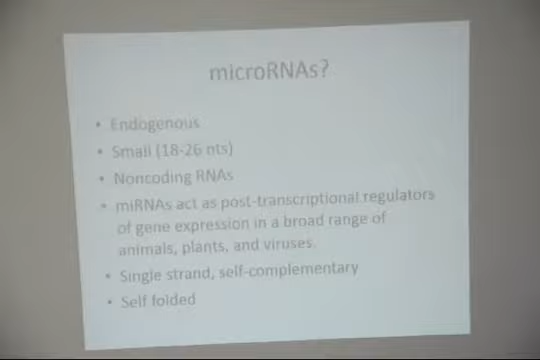 microRNAs?
• Endogenous
• Small (18-26 nts)
• Noncoding RNAs
• miRNAs act as post-transcriptional regulators
of gene expression in a broad range of
animals, plants, and viruses.
• Single strand, self-complementary
• Self folded